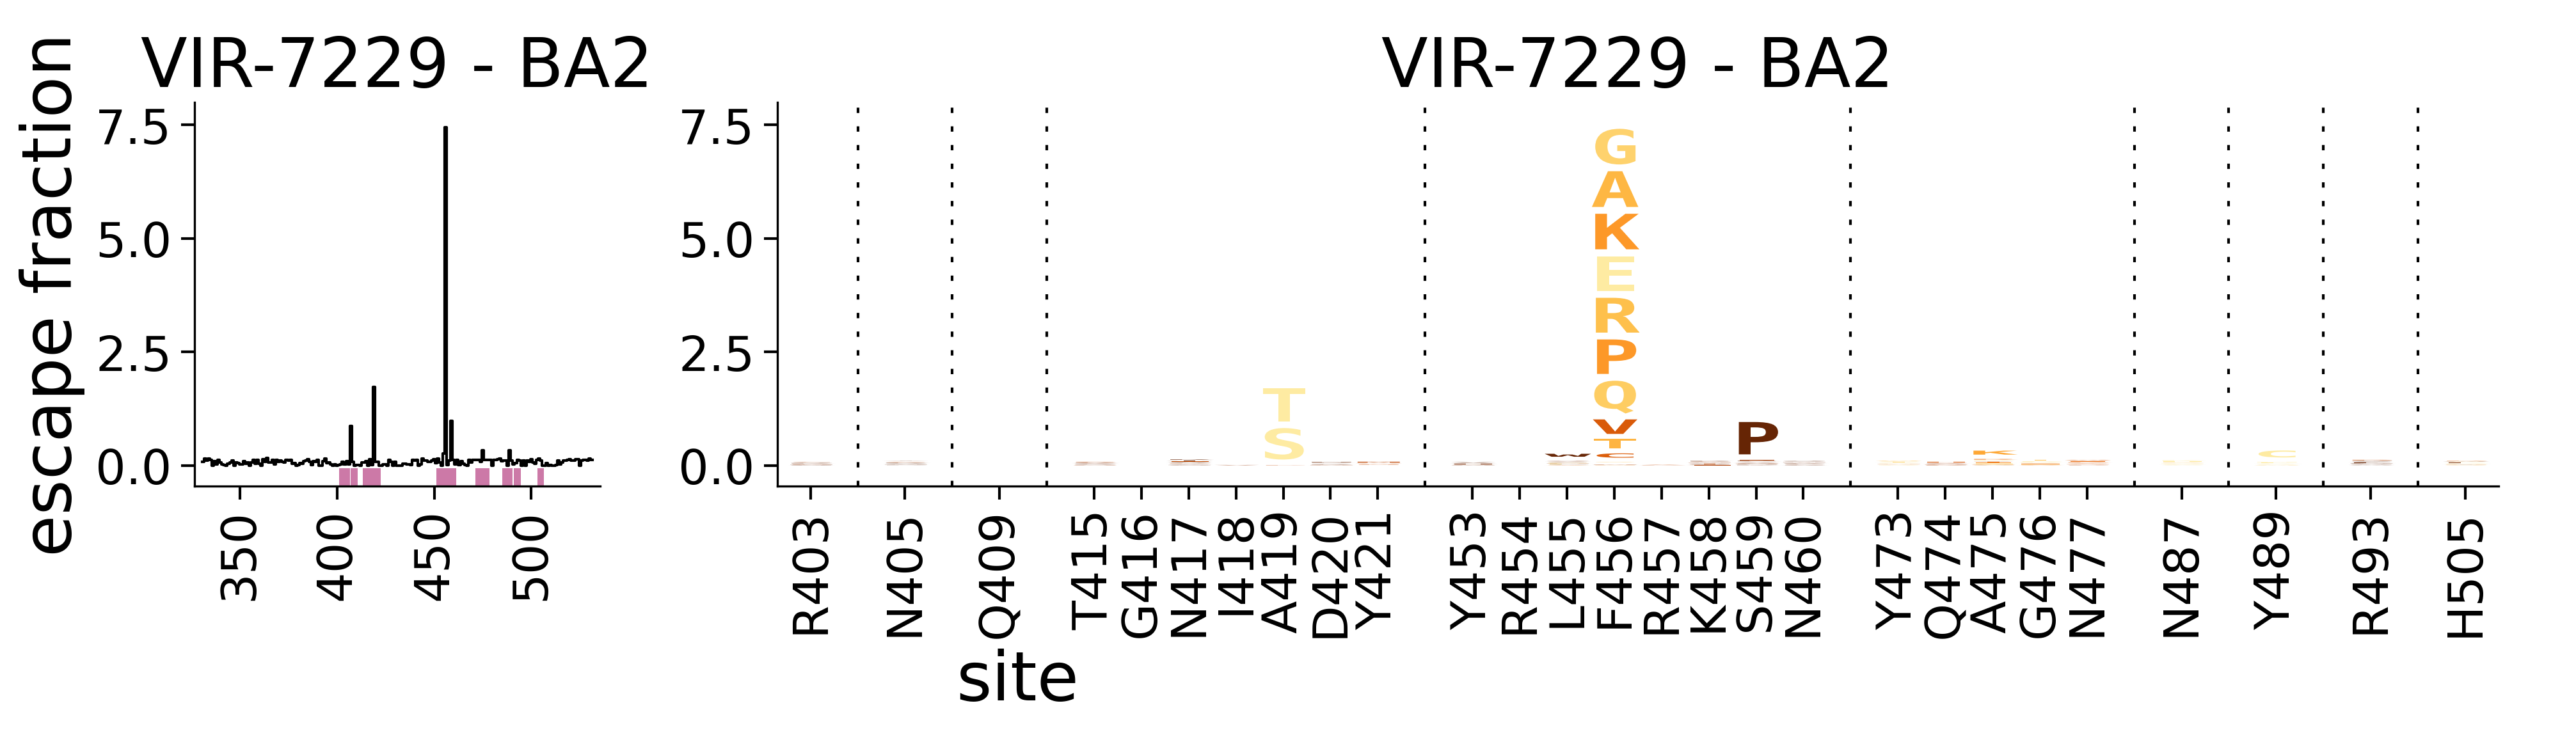 VIR-7229 - BA2
escape fraction
7.5
5.0
2.5
0.0
350
400
450
500
VIR-7229 - BA2
7.5
5.0
2.5
0.0
T
S
W
G
A
K
E
R
P
Q
Y
T
C
P
K
C
R403
N405
Q409
T415
G416
N417
I418
A419
D420
Y421
Y453
R454
L455
F456
R457
K458
S459
N460
Y473
Q474
A475
G476
N477
N487
Y489
R493
H505
site